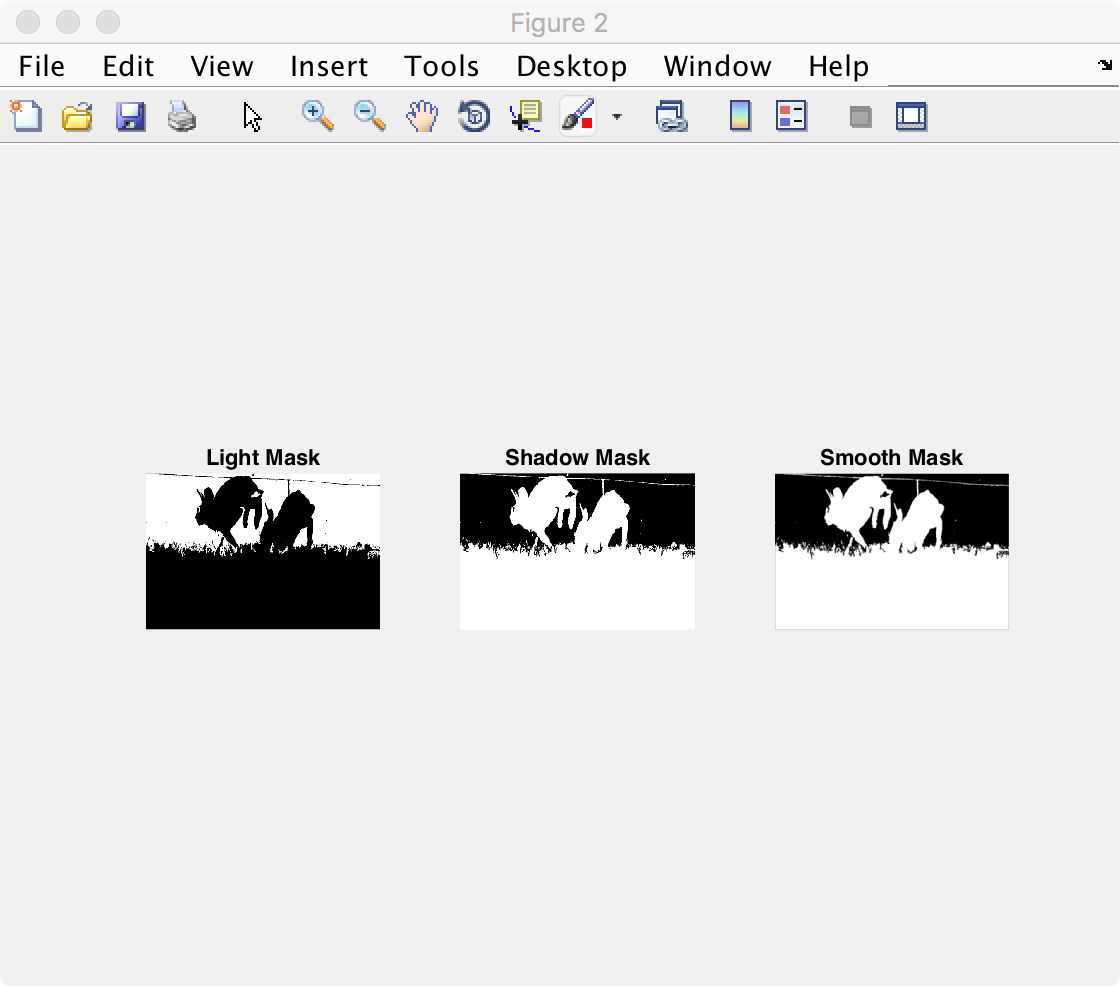 Figure 2
File Edit View Insert Tools Desktop Window Help
Light Mask Shadow Mask Smooth Mask